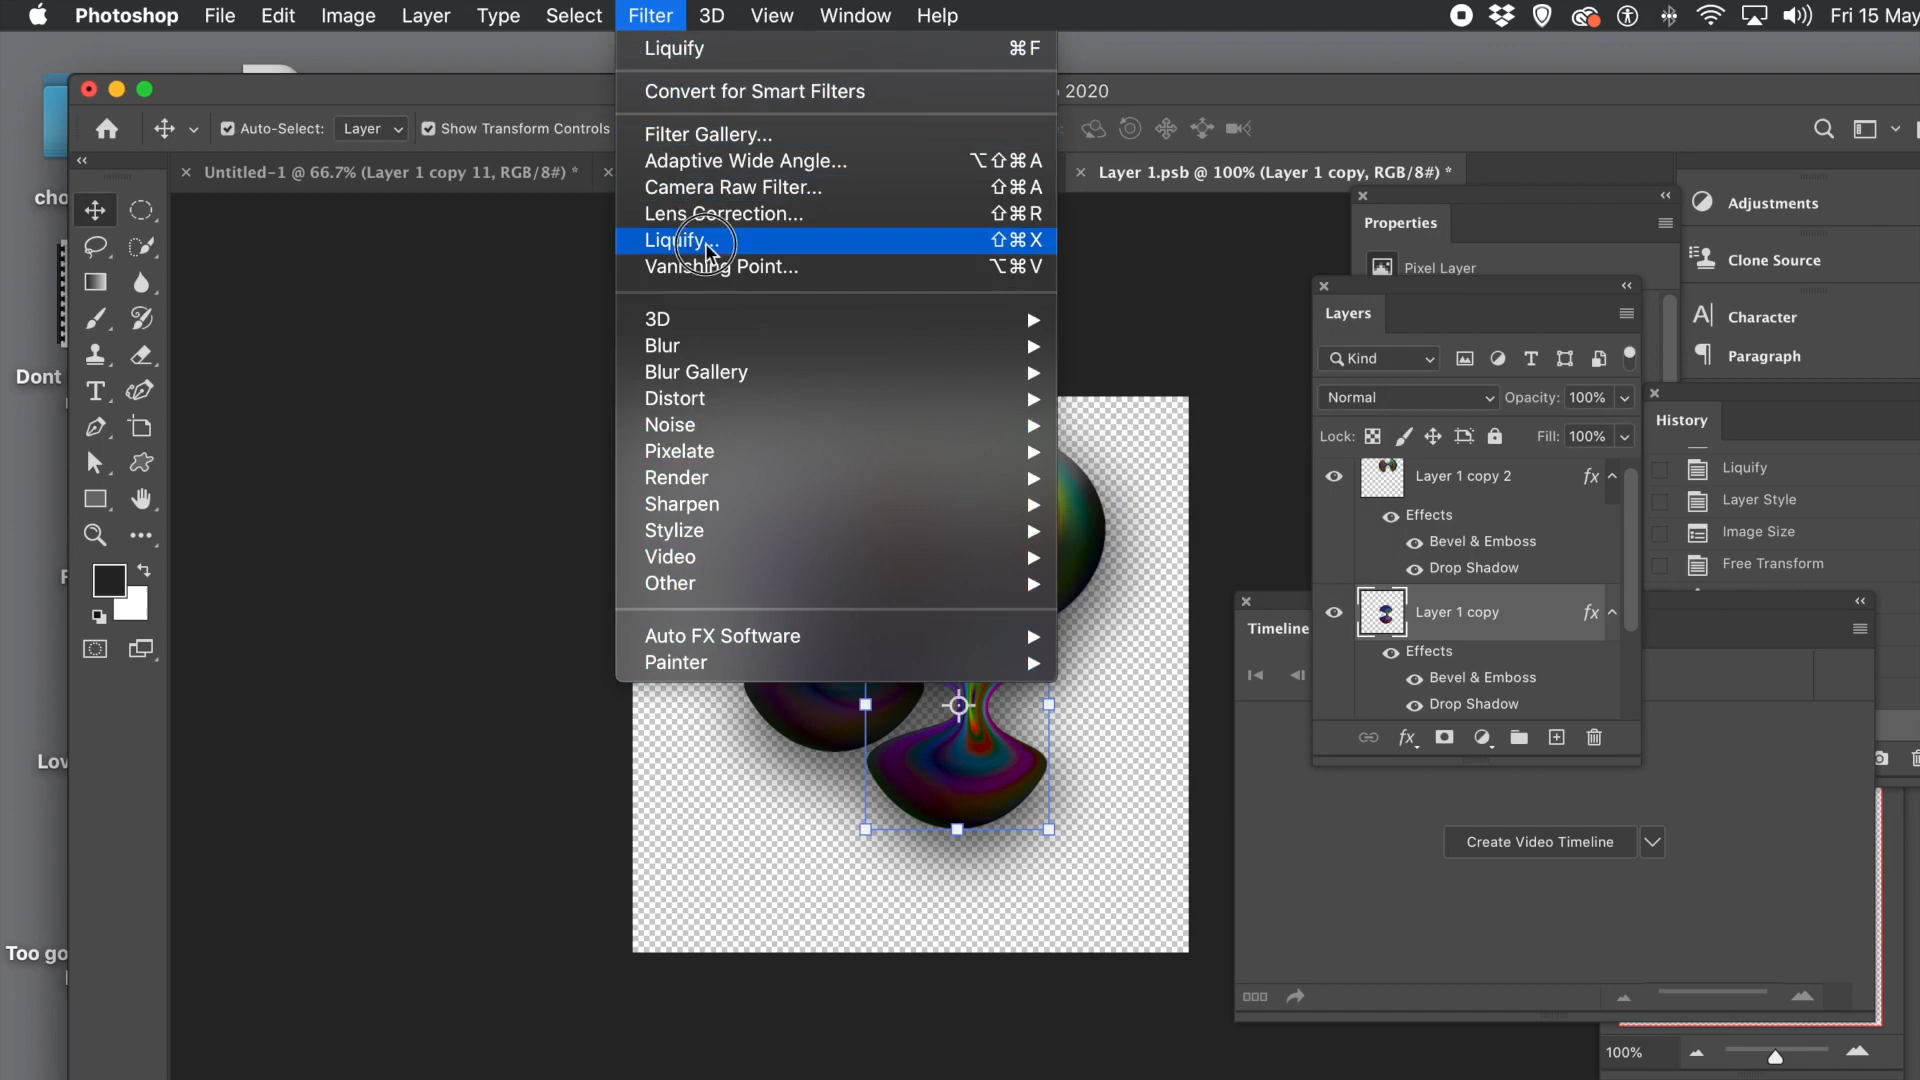 Photoshop File Edit Image Layer Type Select Filter 3D View Window Help
Fri 15 May
Liquify ⌘F
Convert for Smart Filters
Filter Gallery...
Adaptive Wide Angle... ⌥⇧⌘A
Camera Raw Filter... ⇧⌘A
Lens Correction... ⇧⌘R
Liquify... ⇧⌘X
Vanishing Point... ⌥⌘V
3D
Blur
Blur Gallery
Distort
Noise
Pixelate
Render
Sharpen
Stylize
Video
Other
Auto FX Software
Painter
2020
Auto-Select: Layer Show Transform Controls
Untitled-1 @ 66.7% (Layer 1 copy 11, RGB/8#) *
Layer 1.psb @ 100% (Layer 1 copy, RGB/8#) *
cho
Dont
F
Lov
Too go
Properties
Pixel Layer
Adjustments
Clone Source
Character
Paragraph
Layers
Kind
Normal Opacity: 100%
Lock: Fill: 100%
Layer 1 copy 2 fx
Effects
Bevel & Emboss
Drop Shadow
Layer 1 copy fx
Effects
Bevel & Emboss
Drop Shadow
fx
History
Liquify
Layer Style
Image Size
Free Transform
Timeline
Create Video Timeline
100%